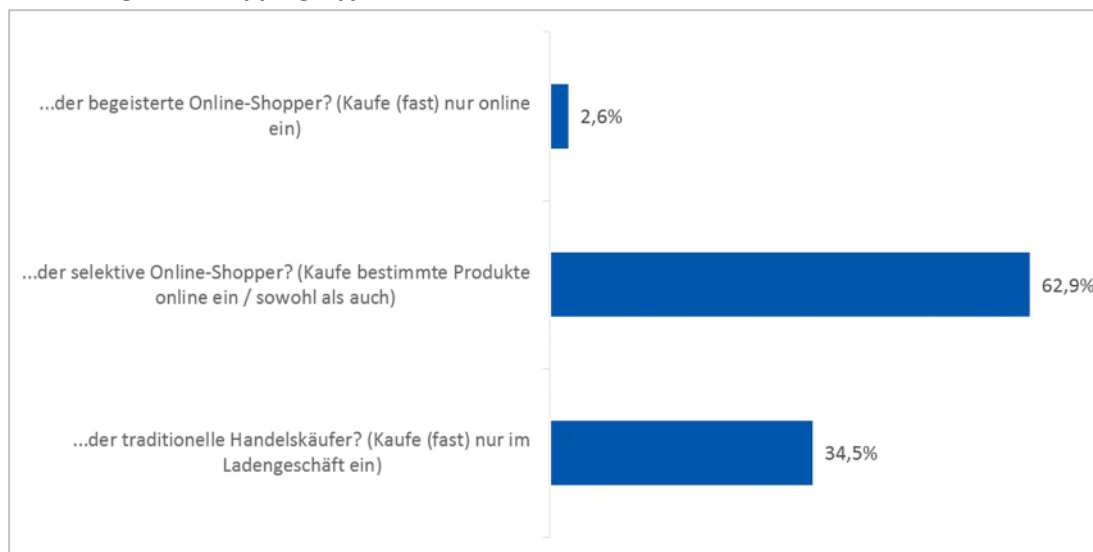 ...der begeisterte Online-Shopper? (Kaufe (fast) nur online
ein)
2,6%
...der selektive Online-Shopper? (Kaufe bestimmte Produkte
online ein / sowohl als auch)
62,9%
...der traditionelle Handelskäufer? (Kaufe (fast) nur im
Ladengeschäft ein)
34,5%